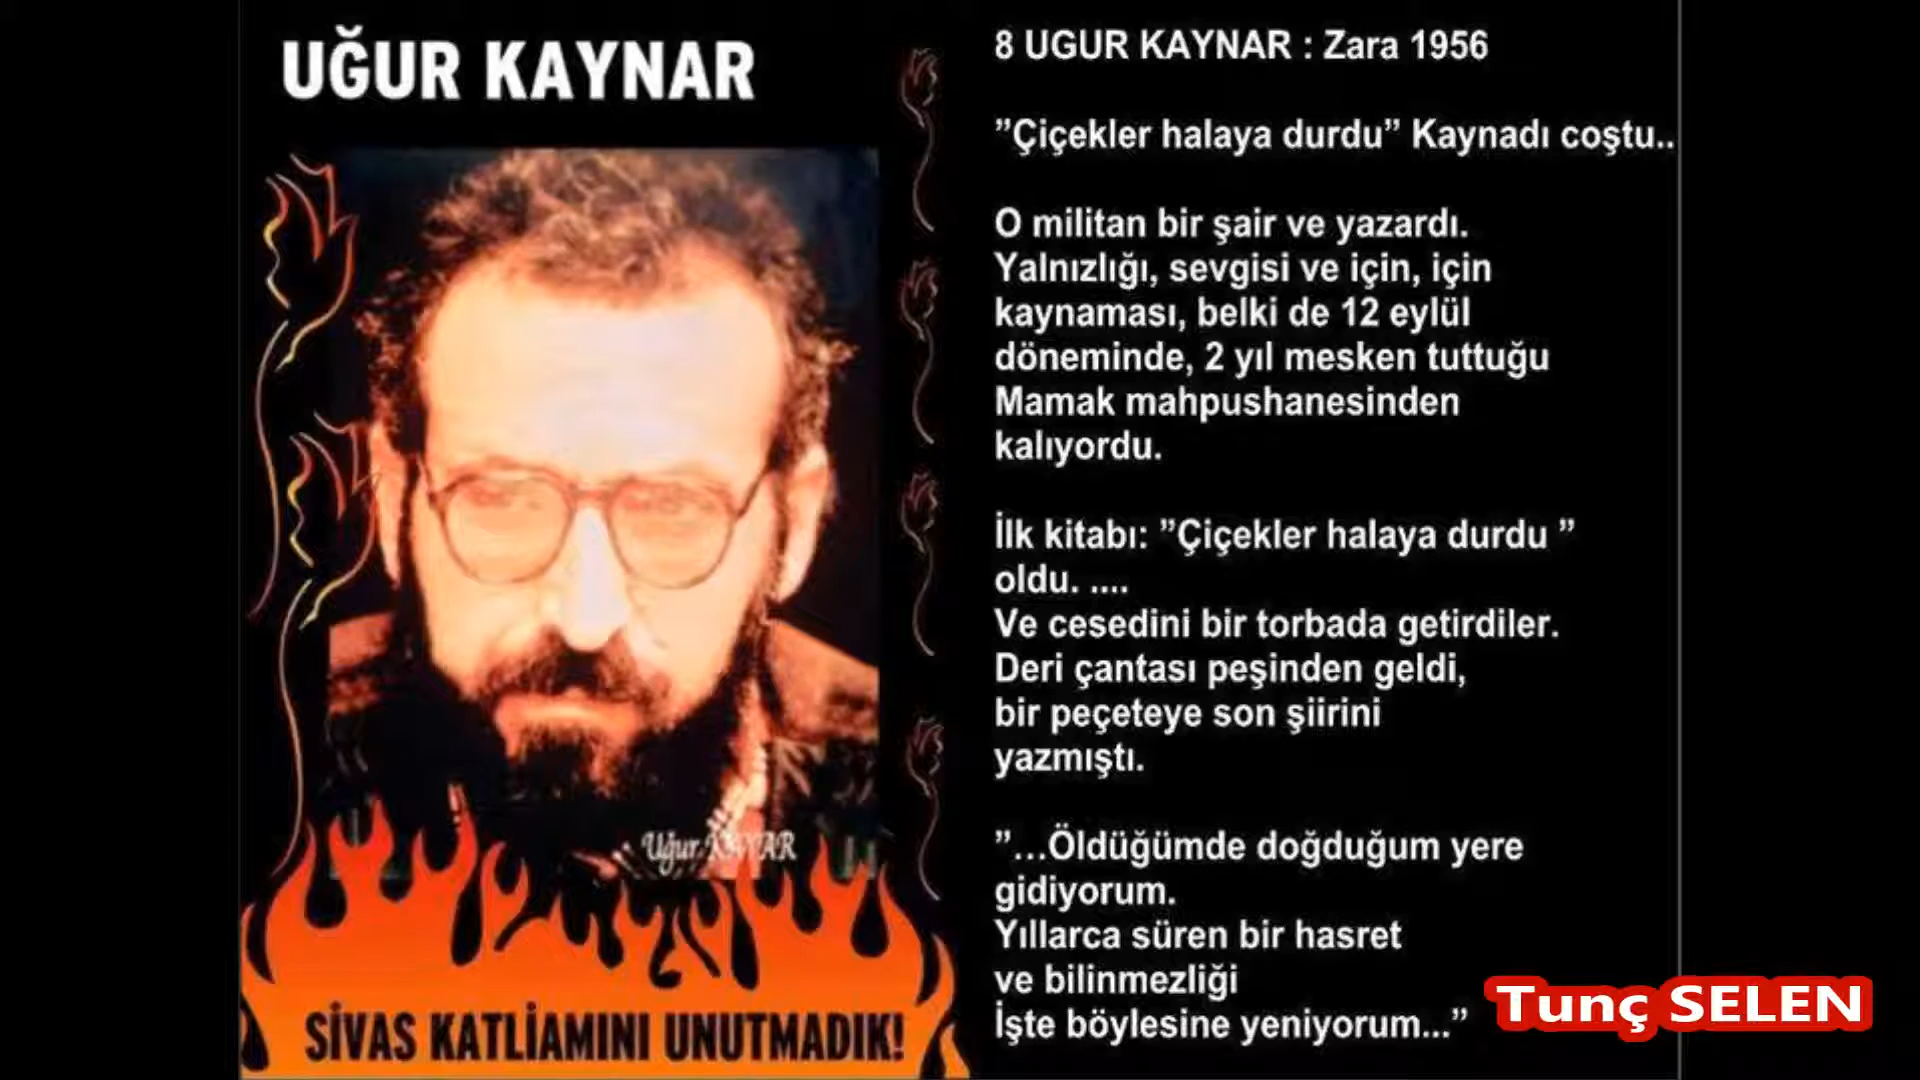 UĞUR KAYNAR
Uğur KAYNAR
SİVAS KATLİAMINI UNUTMADIK!
8 UGUR KAYNAR : Zara 1956
”Çiçekler halaya durdu” Kaynadı coştu..
O militan bir şair ve yazardı.
Yalnızlığı, sevgisi ve için, için
kaynaması, belki de 12 eylül
döneminde, 2 yıl mesken tuttuğu
Mamak mahpushanesinden
kalıyordu.
İlk kitabı: ”Çiçekler halaya durdu ”
oldu. ....
Ve cesedini bir torbada getirdiler.
Deri çantası peşinden geldi,
bir peçeteye son şiirini
yazmıştı.
”...Öldüğümde doğduğum yere
gidiyorum.
Yıllarca süren bir hasret
ve bilinmezliği
İşte böylesine yeniyorum...”
Tunç SELEN